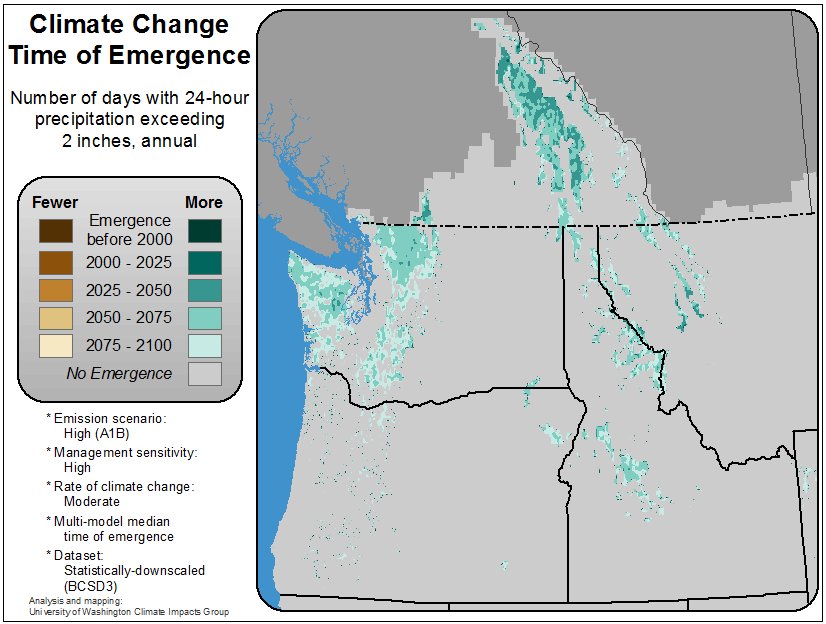 Climate Change
Time of Emergence
Number of days with 24-hour
precipitation exceeding
2 inches, annual
Fewer
More
Emergence
before 2000
2000 - 2025
2025 - 2050
2050 - 2075
2075 - 2100
No Emergence
* Emission scenario:
High (A1B)
* Management sensitivity:
High
* Rate of climate change:
Moderate
* Multi-model median
time of emergence
* Dataset:
Statistically-downscaled
(BCSD3)
Analysis and mapping:
University of Washington Climate Impacts Group